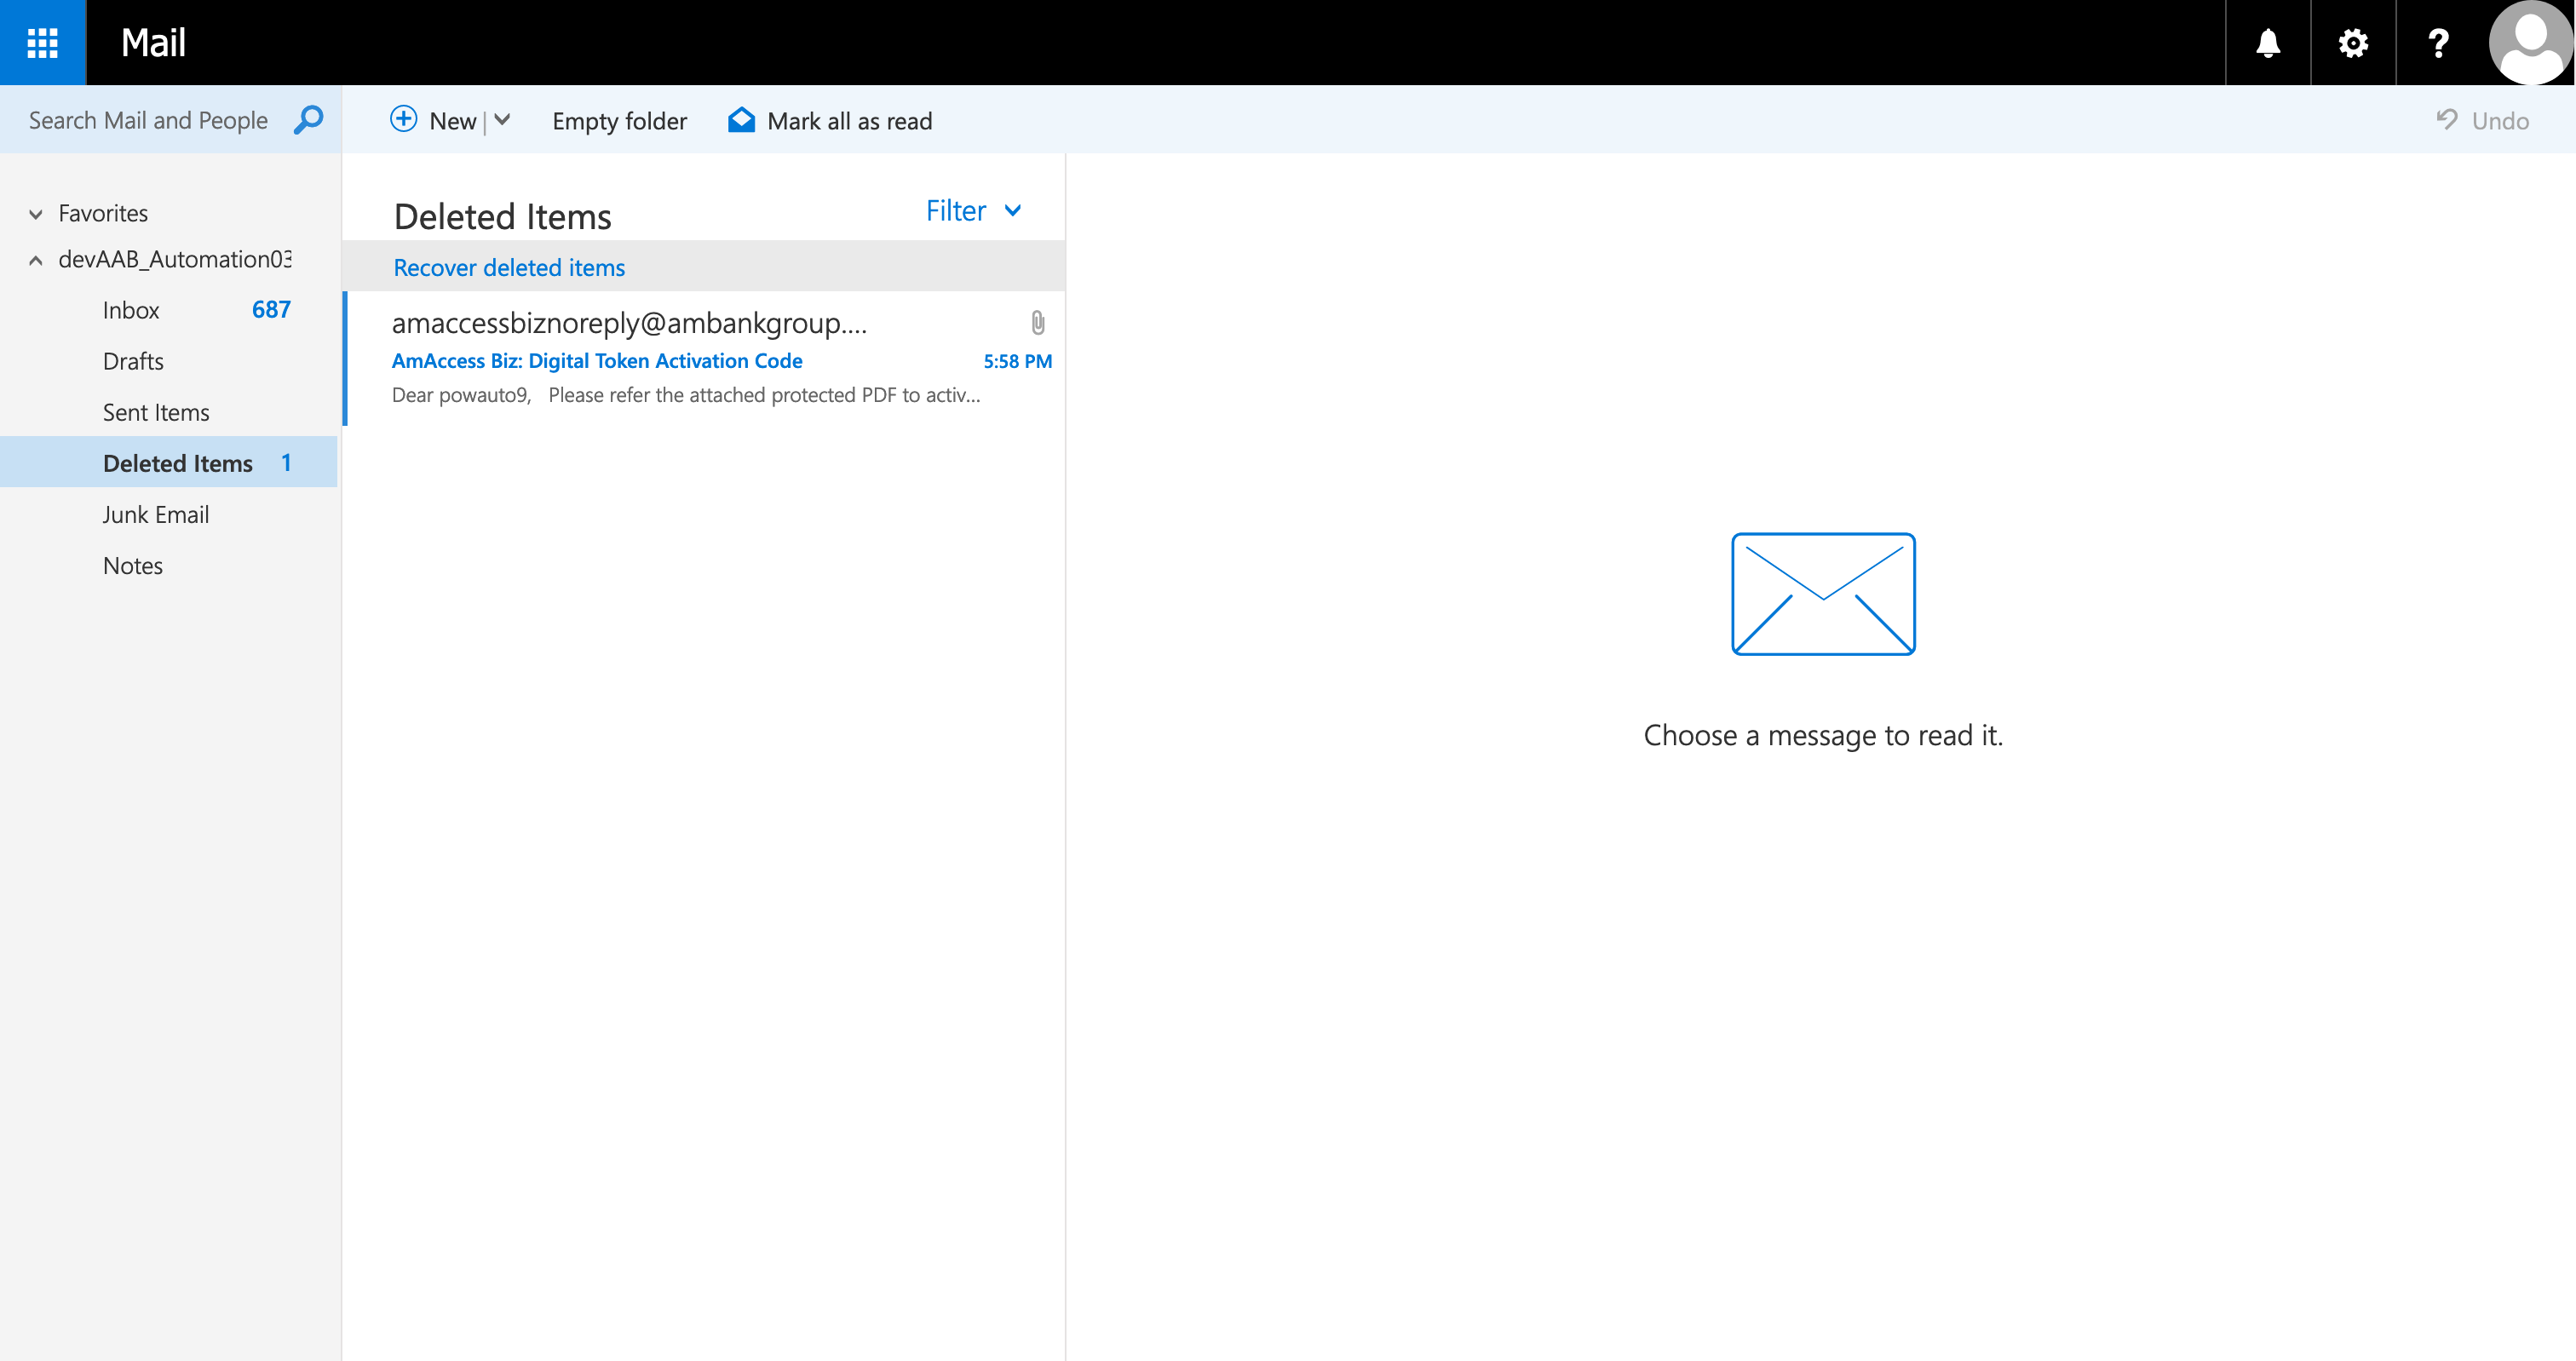 Mail
Search Mail and People
New
Empty folder
Mark all as read
Undo
Favorites
devAAB_Automation03
Inbox 687
Drafts
Sent Items
Deleted Items 1
Junk Email
Notes
Deleted Items
Filter
Recover deleted items
amaccessbiznoreply@ambankgroup....
AmAccess Biz: Digital Token Activation Code 5:58 PM
Dear powauto9, Please refer the attached protected PDF to activ...
Choose a message to read it.